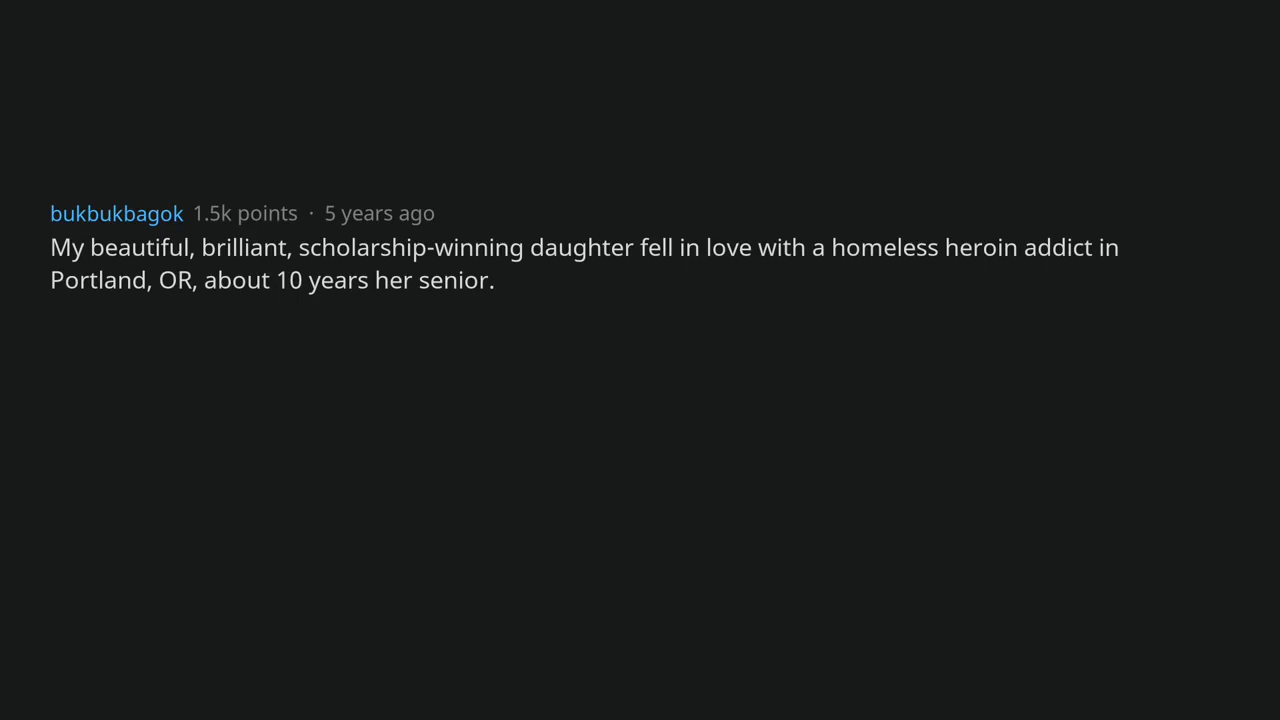 bukbukbagok 1.5k points · 5 years ago
My beautiful, brilliant, scholarship-winning daughter fell in love with a homeless heroin addict in
Portland, OR, about 10 years her senior.